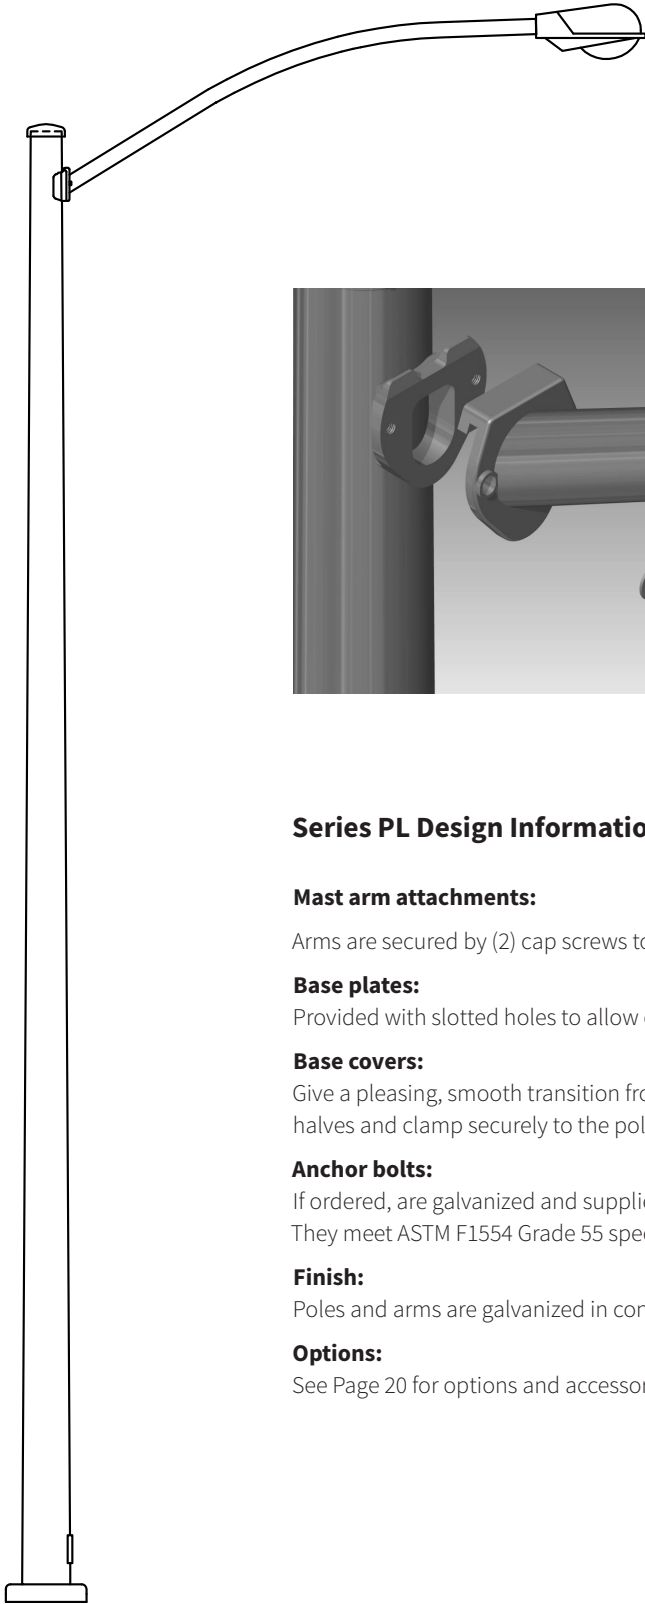 Series PL Design Informatio
Mast arm attachments:
Arms are secured by (2) cap screws to
Base plates:
Provided with slotted holes to allow
Base covers:
Give a pleasing, smooth transition fro
halves and clamp securely to the pol
Anchor bolts:
If ordered, are galvanized and supplie
They meet ASTM F1554 Grade 55 spe
Finish:
Poles and arms are galvanized in con
Options:
See Page 20 for options and accessor